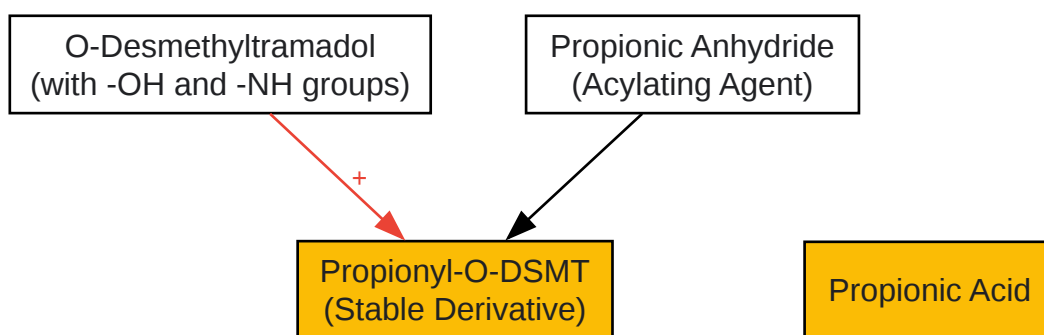 O-Desmethyltramadol
(with -OH and -NH groups)
Propionic Anhydride
(Acylating Agent)
+
Propionyl-O-DSMT
(Stable Derivative)
Propionic Acid